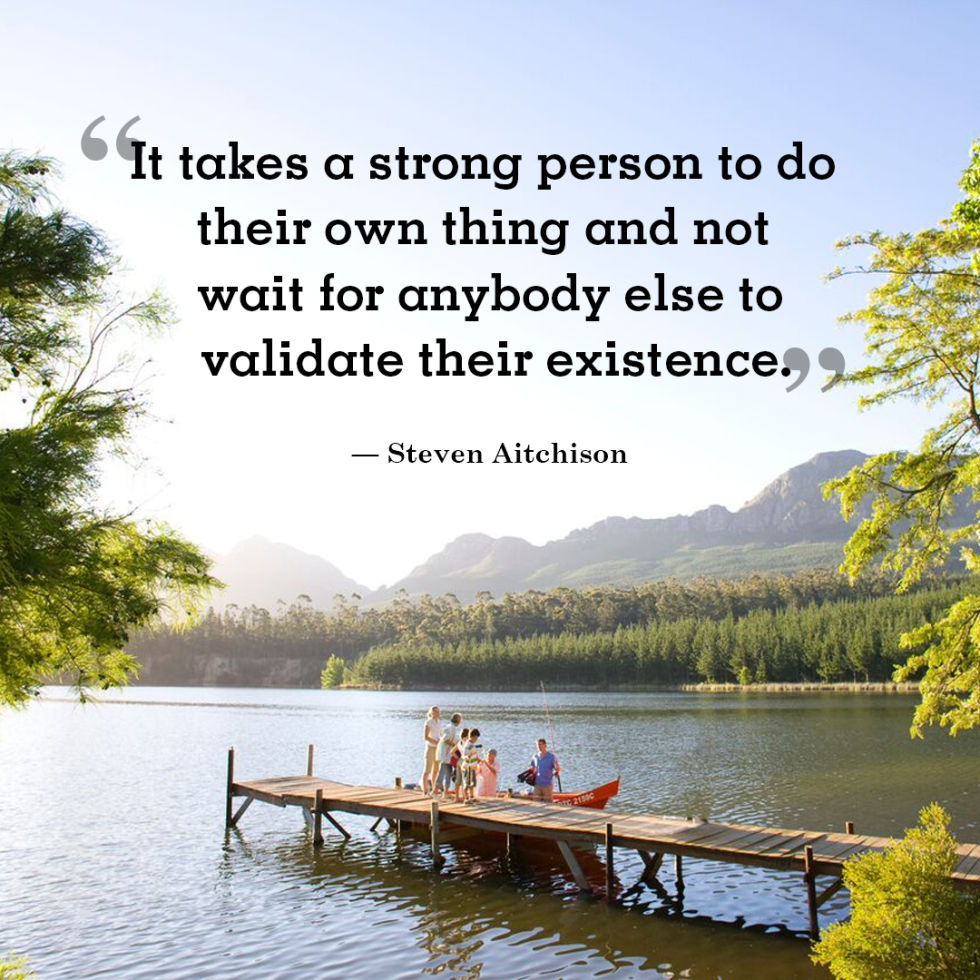 “It takes a strong person to do
their own thing and not
wait for anybody else to
validate their existence.”
— Steven Aitchison